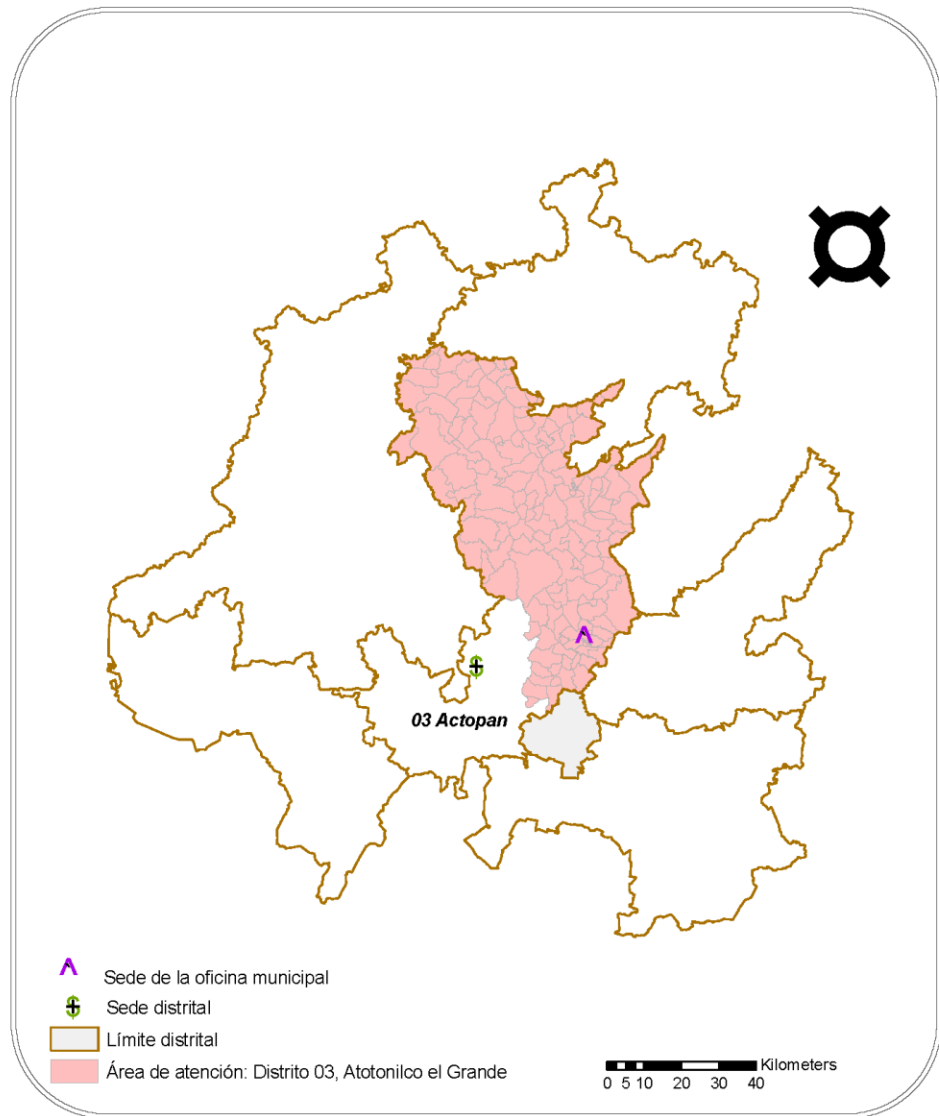 03 Actopan
Sede de la oficina municipal
Sede distrital
Límite distrital
Área de atención: Distrito 03, Atotonilco el Grande
Kilometers
0 5 10 20 30 40